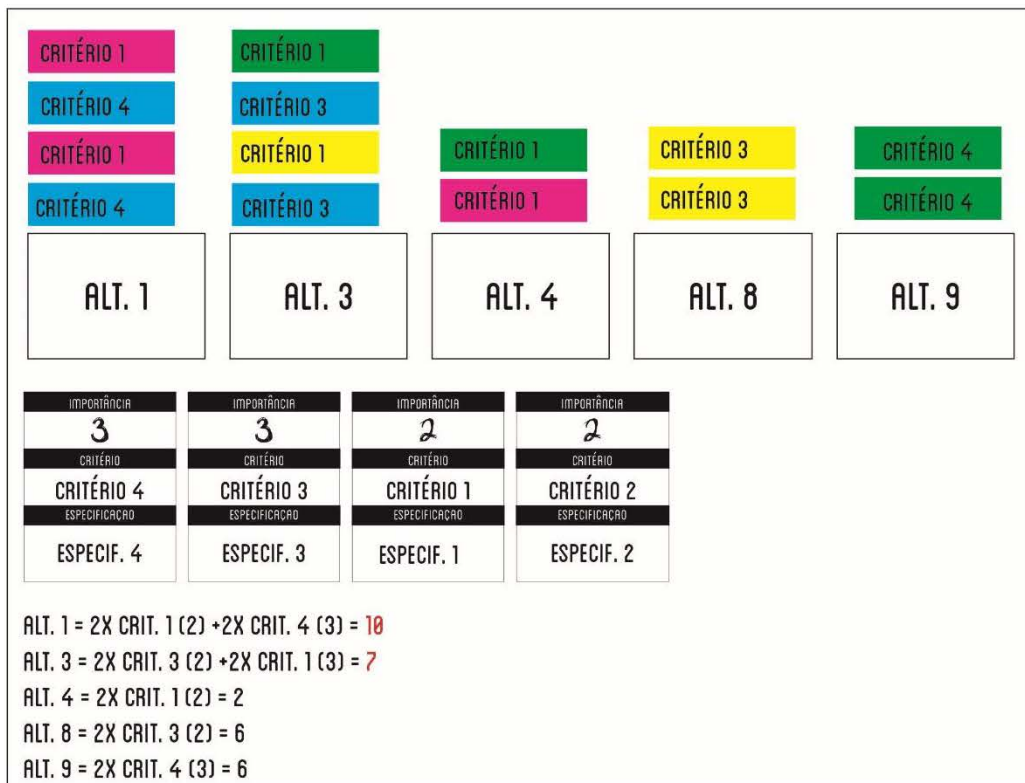 CRITÉRIO 1
CRITÉRIO 4
CRITÉRIO 1
CRITÉRIO 4
ALT. 1
CRITÉRIO 1
CRITÉRIO 3
CRITÉRIO 1
CRITÉRIO 3
ALT. 3
CRITÉRIO 1
CRITÉRIO 1
ALT. 4
CRITÉRIO 3
CRITÉRIO 3
ALT. 8
CRITÉRIO 4
CRITÉRIO 4
ALT. 9
IMPORTÂNCIA
3
CRITÉRIO
CRITÉRIO 4
ESPECIFICAÇÃO
ESPECIF. 4
IMPORTÂNCIA
3
CRITÉRIO
CRITÉRIO 3
ESPECIFICAÇÃO
ESPECIF. 3
IMPORTÂNCIA
2
CRITÉRIO
CRITÉRIO 1
ESPECIFICAÇÃO
ESPECIF. 1
IMPORTÂNCIA
2
CRITÉRIO
CRITÉRIO 2
ESPECIFICAÇÃO
ESPECIF. 2
ALT. 1 = 2X CRIT. 1 (2) +2X CRIT. 4 (3) = 10
ALT. 3 = 2X CRIT. 3 (2) +2X CRIT. 1 (3) = 7
ALT. 4 = 2X CRIT. 1 (2) = 2
ALT. 8 = 2X CRIT. 3 (2) = 6
ALT. 9 = 2X CRIT. 4 (3) = 6